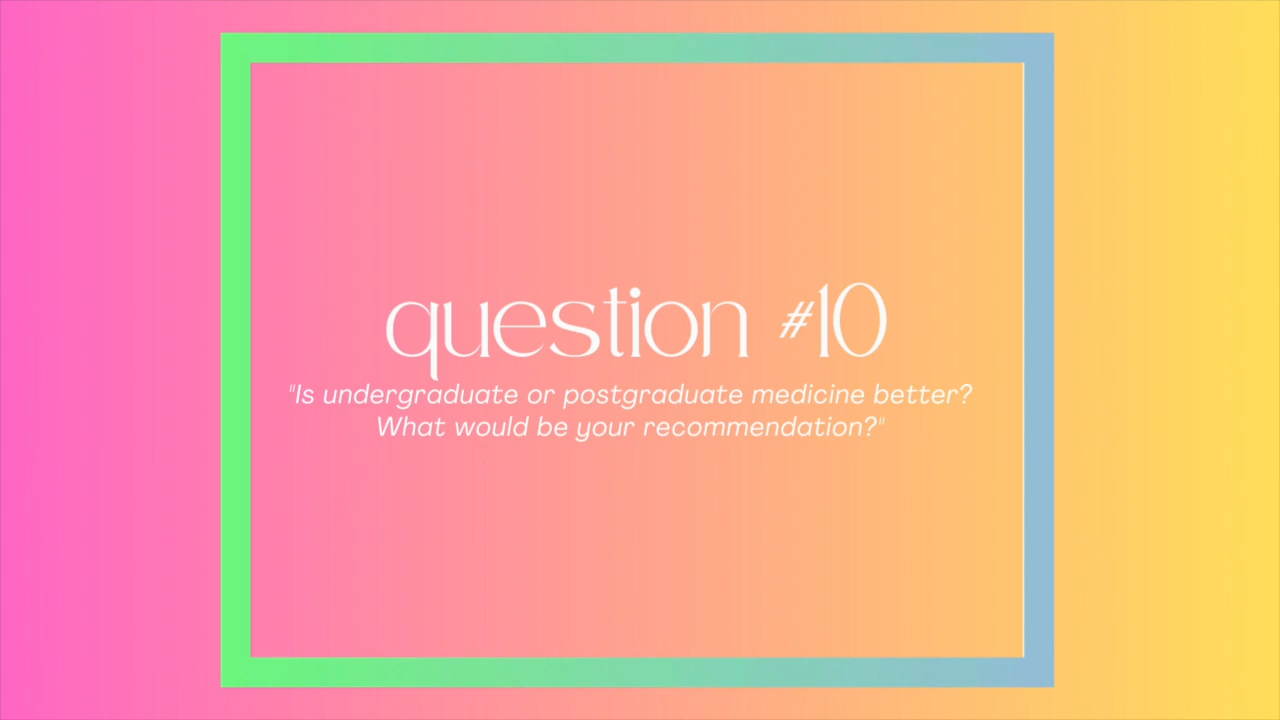 question #10
"Is undergraduate or postgraduate medicine better?
What would be your recommendation?"